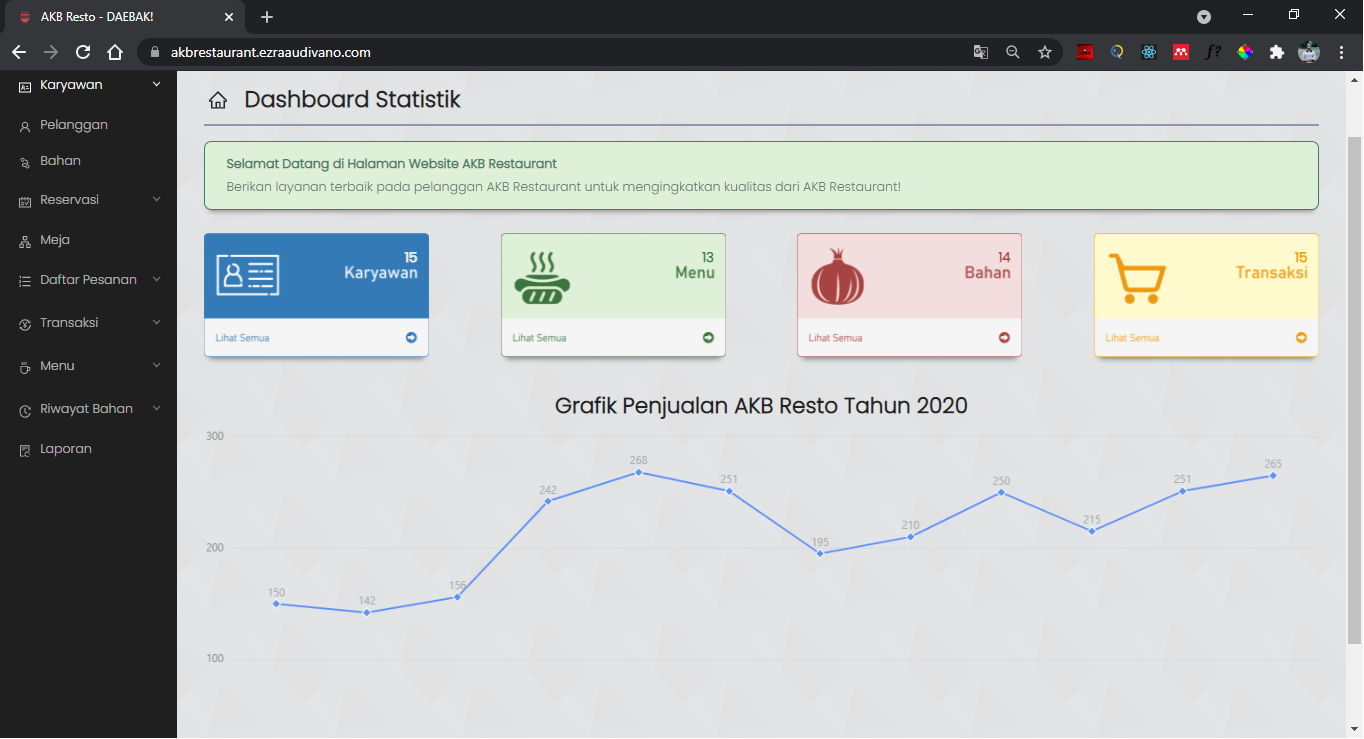 AKB Resto - DAEBAK!
akbrestaurant.ezraaudivano.com
Karyawan
Pelanggan
Bahan
Reservasi
Meja
Daftar Pesanan
Transaksi
Menu
Riwayat Bahan
Laporan
Dashboard Statistik
Selamat Datang di Halaman Website AKB Restaurant
Berikan layanan terbaik pada pelanggan AKB Restaurant untuk mengingkatkan kualitas dari AKB Restaurant!
15
Karyawan
Lihat Semua
13
Menu
Lihat Semua
14
Bahan
Lihat Semua
15
Transaksi
Lihat Semua
Grafik Penjualan AKB Resto Tahun 2020
300
200
100
150
142
156
242
268
251
195
210
250
215
251
265